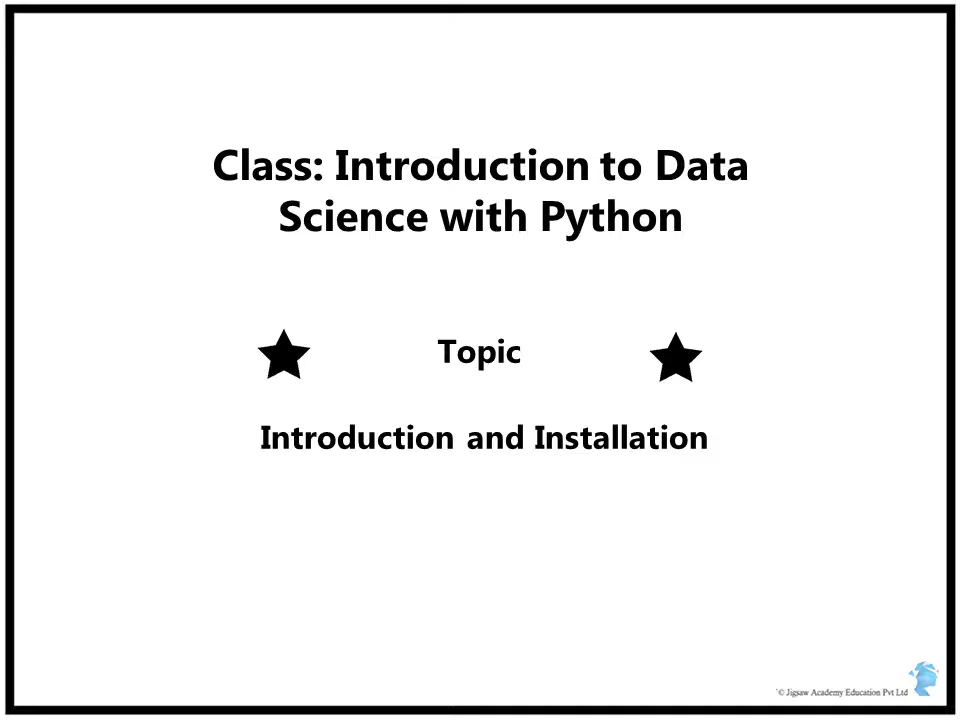 Class: Introduction to Data
Science with Python
Topic
Introduction and Installation
`© Jigsaw Academy Education Pvt Ltd